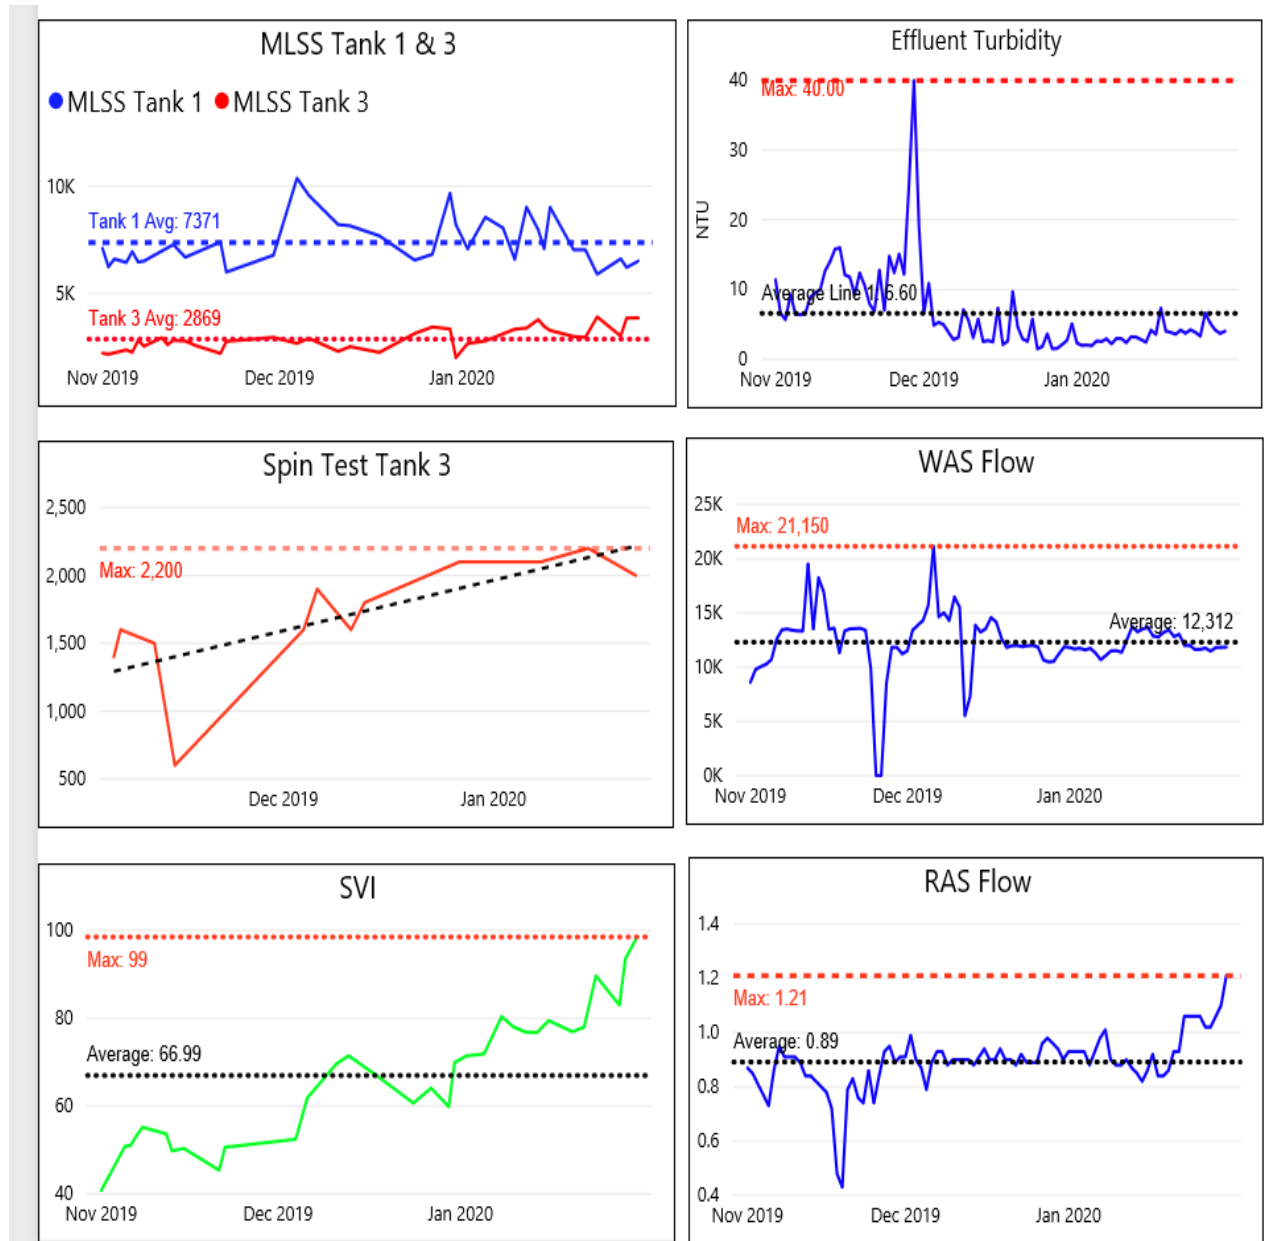 MLSS Tank 1 & 3
MLSS Tank 1 MLSS Tank 3
10K
Tank 1 Avg: 7371
5K
Tank 3 Avg: 2869
Nov 2019 Dec 2019 Jan 2020
Effluent Turbidity
40
Max: 40.00
30
20
NTU
10
Average Line 1: 6.60
0
Nov 2019 Dec 2019 Jan 2020
Spin Test Tank 3
2,500
2,000
Max: 2,200
1,500
1,000
500
Dec 2019 Jan 2020
WAS Flow
25K
Max: 21,150
20K
15K
Average: 12,312
10K
5K
0K
Nov 2019 Dec 2019 Jan 2020
SVI
100
Max: 99
80
Average: 66.99
60
40
Nov 2019 Dec 2019 Jan 2020
RAS Flow
1.4
1.2
Max: 1.21
1.0
Average: 0.89
0.8
0.6
0.4
Nov 2019 Dec 2019 Jan 2020